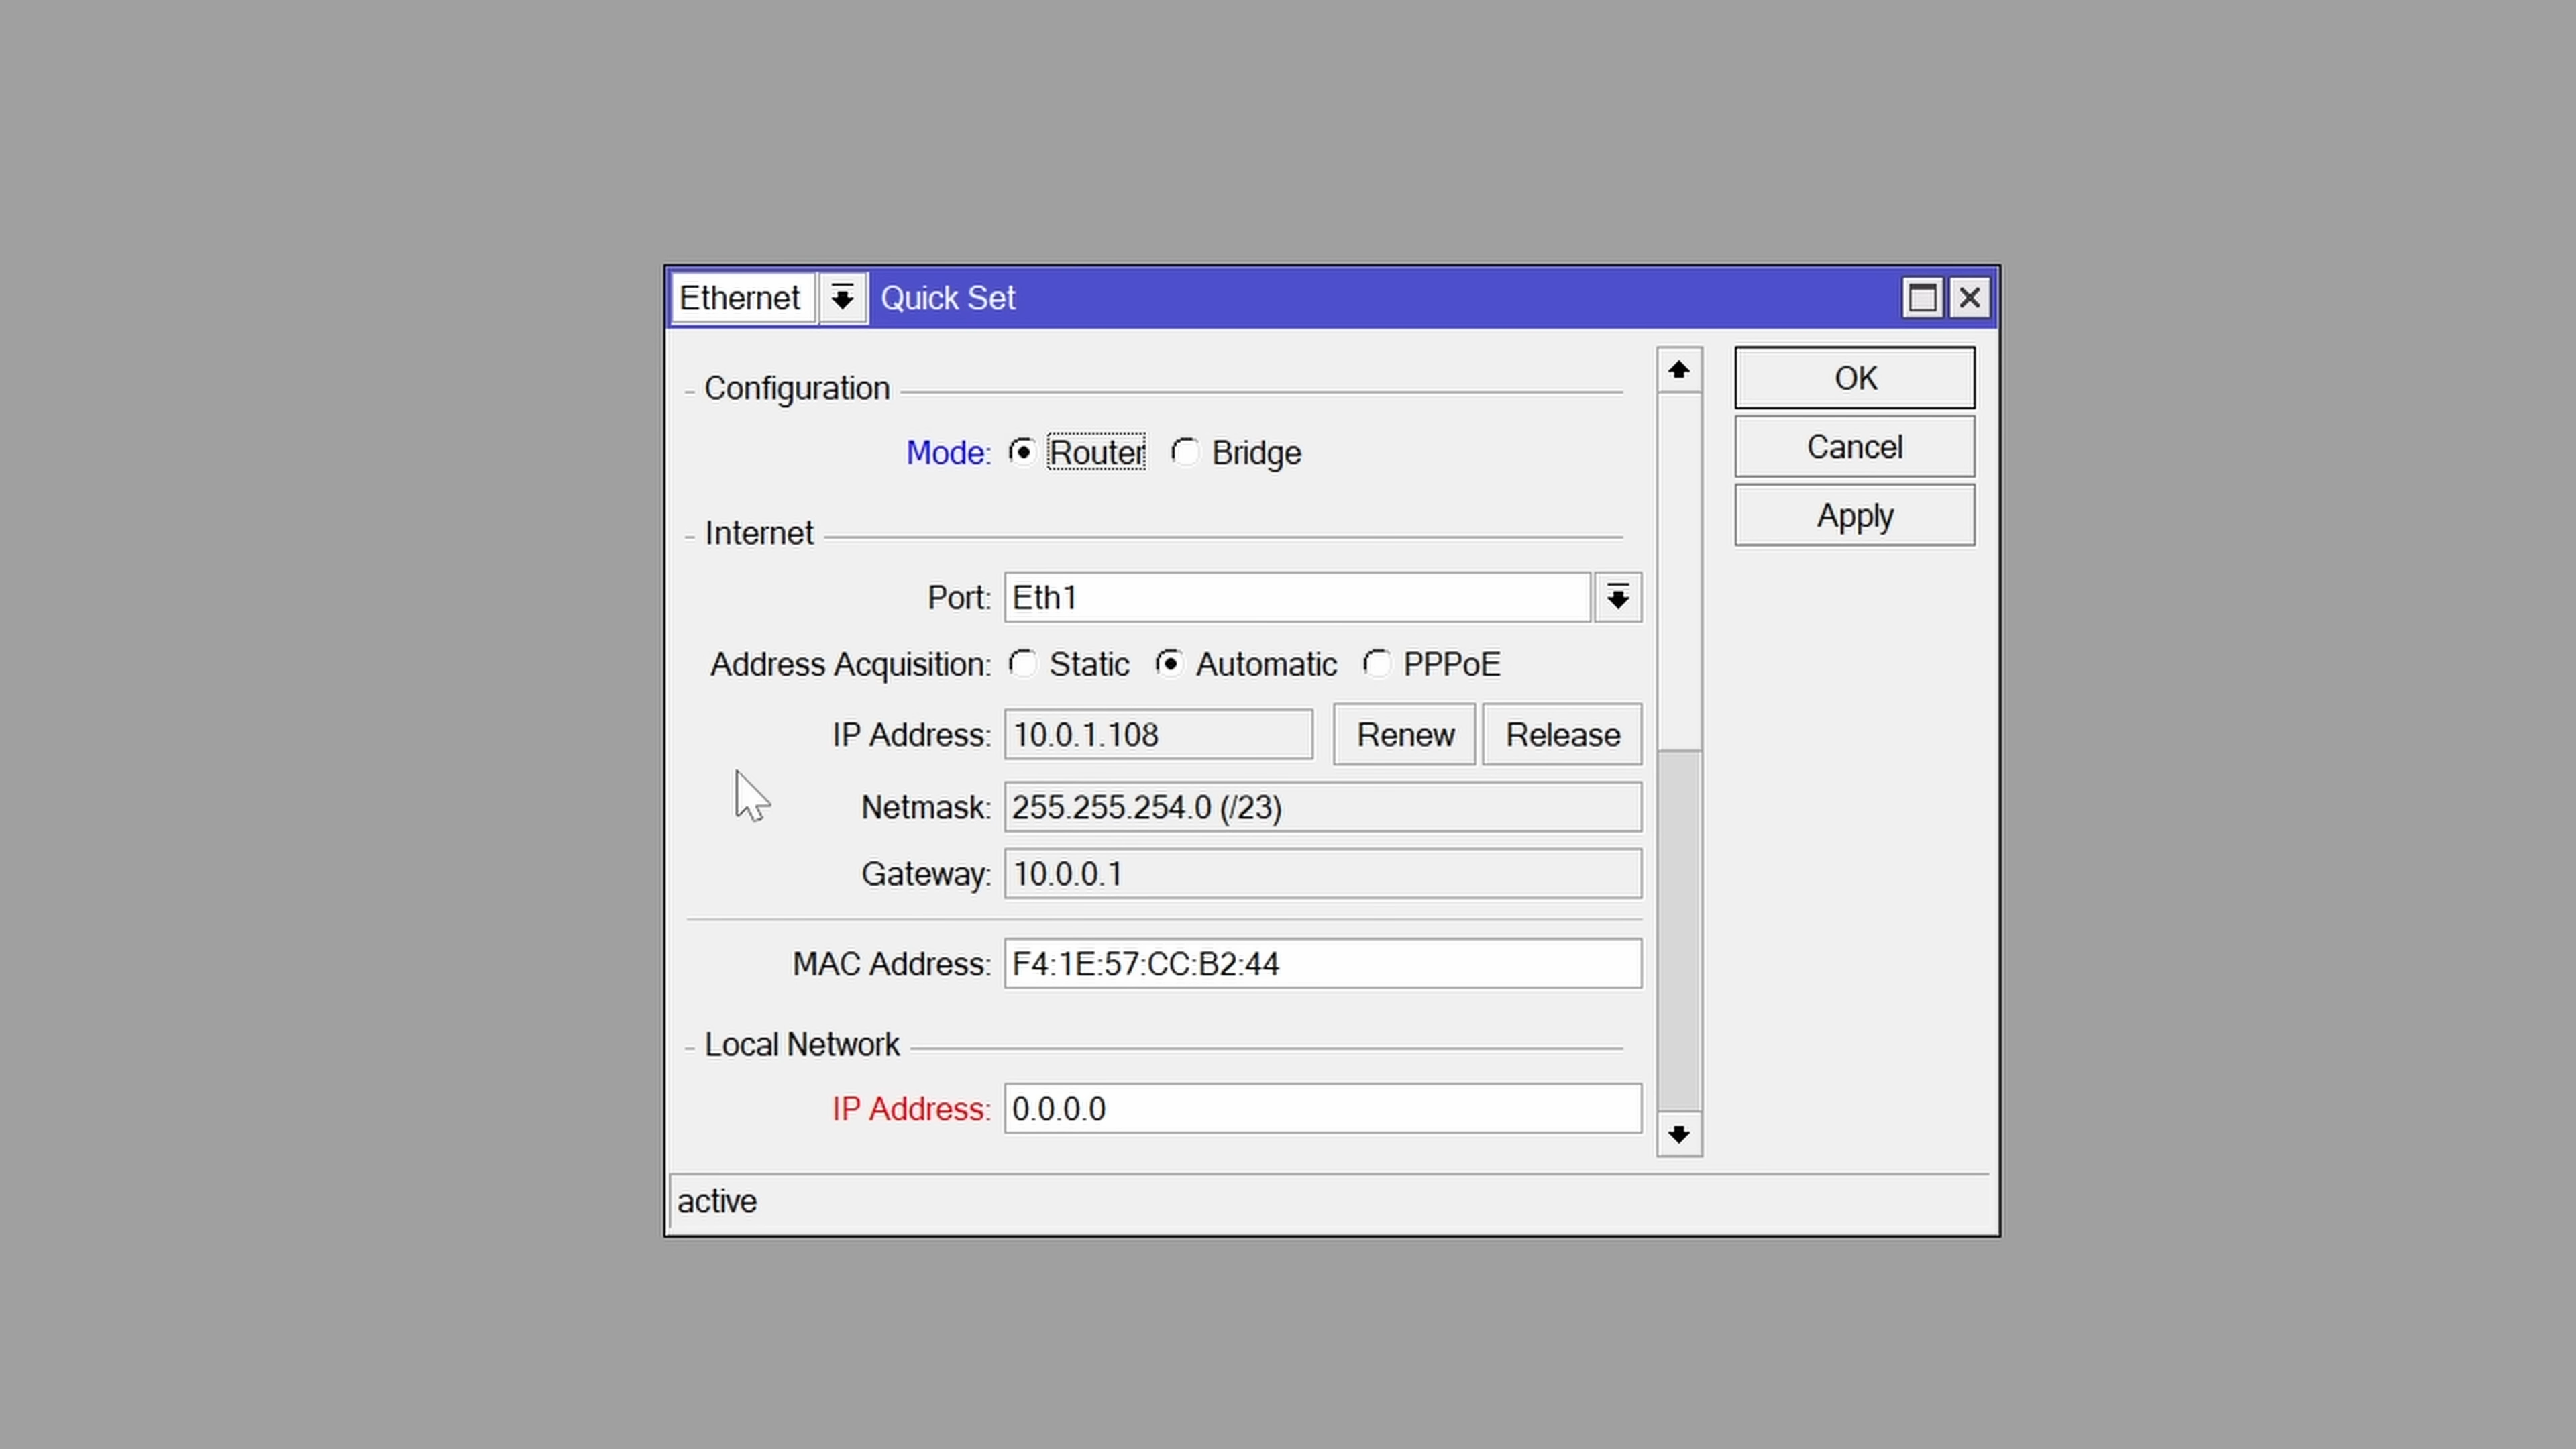 Ethernet Quick Set
Configuration
Mode: Router Bridge
Internet
Port: Eth1
Address Acquisition: Static Automatic PPPoE
IP Address: 10.0.1.108 Renew Release
Netmask: 255.255.254.0 (/23)
Gateway: 10.0.0.1
MAC Address: F4:1E:57:CC:B2:44
Local Network
IP Address: 0.0.0.0
OK
Cancel
Apply
active